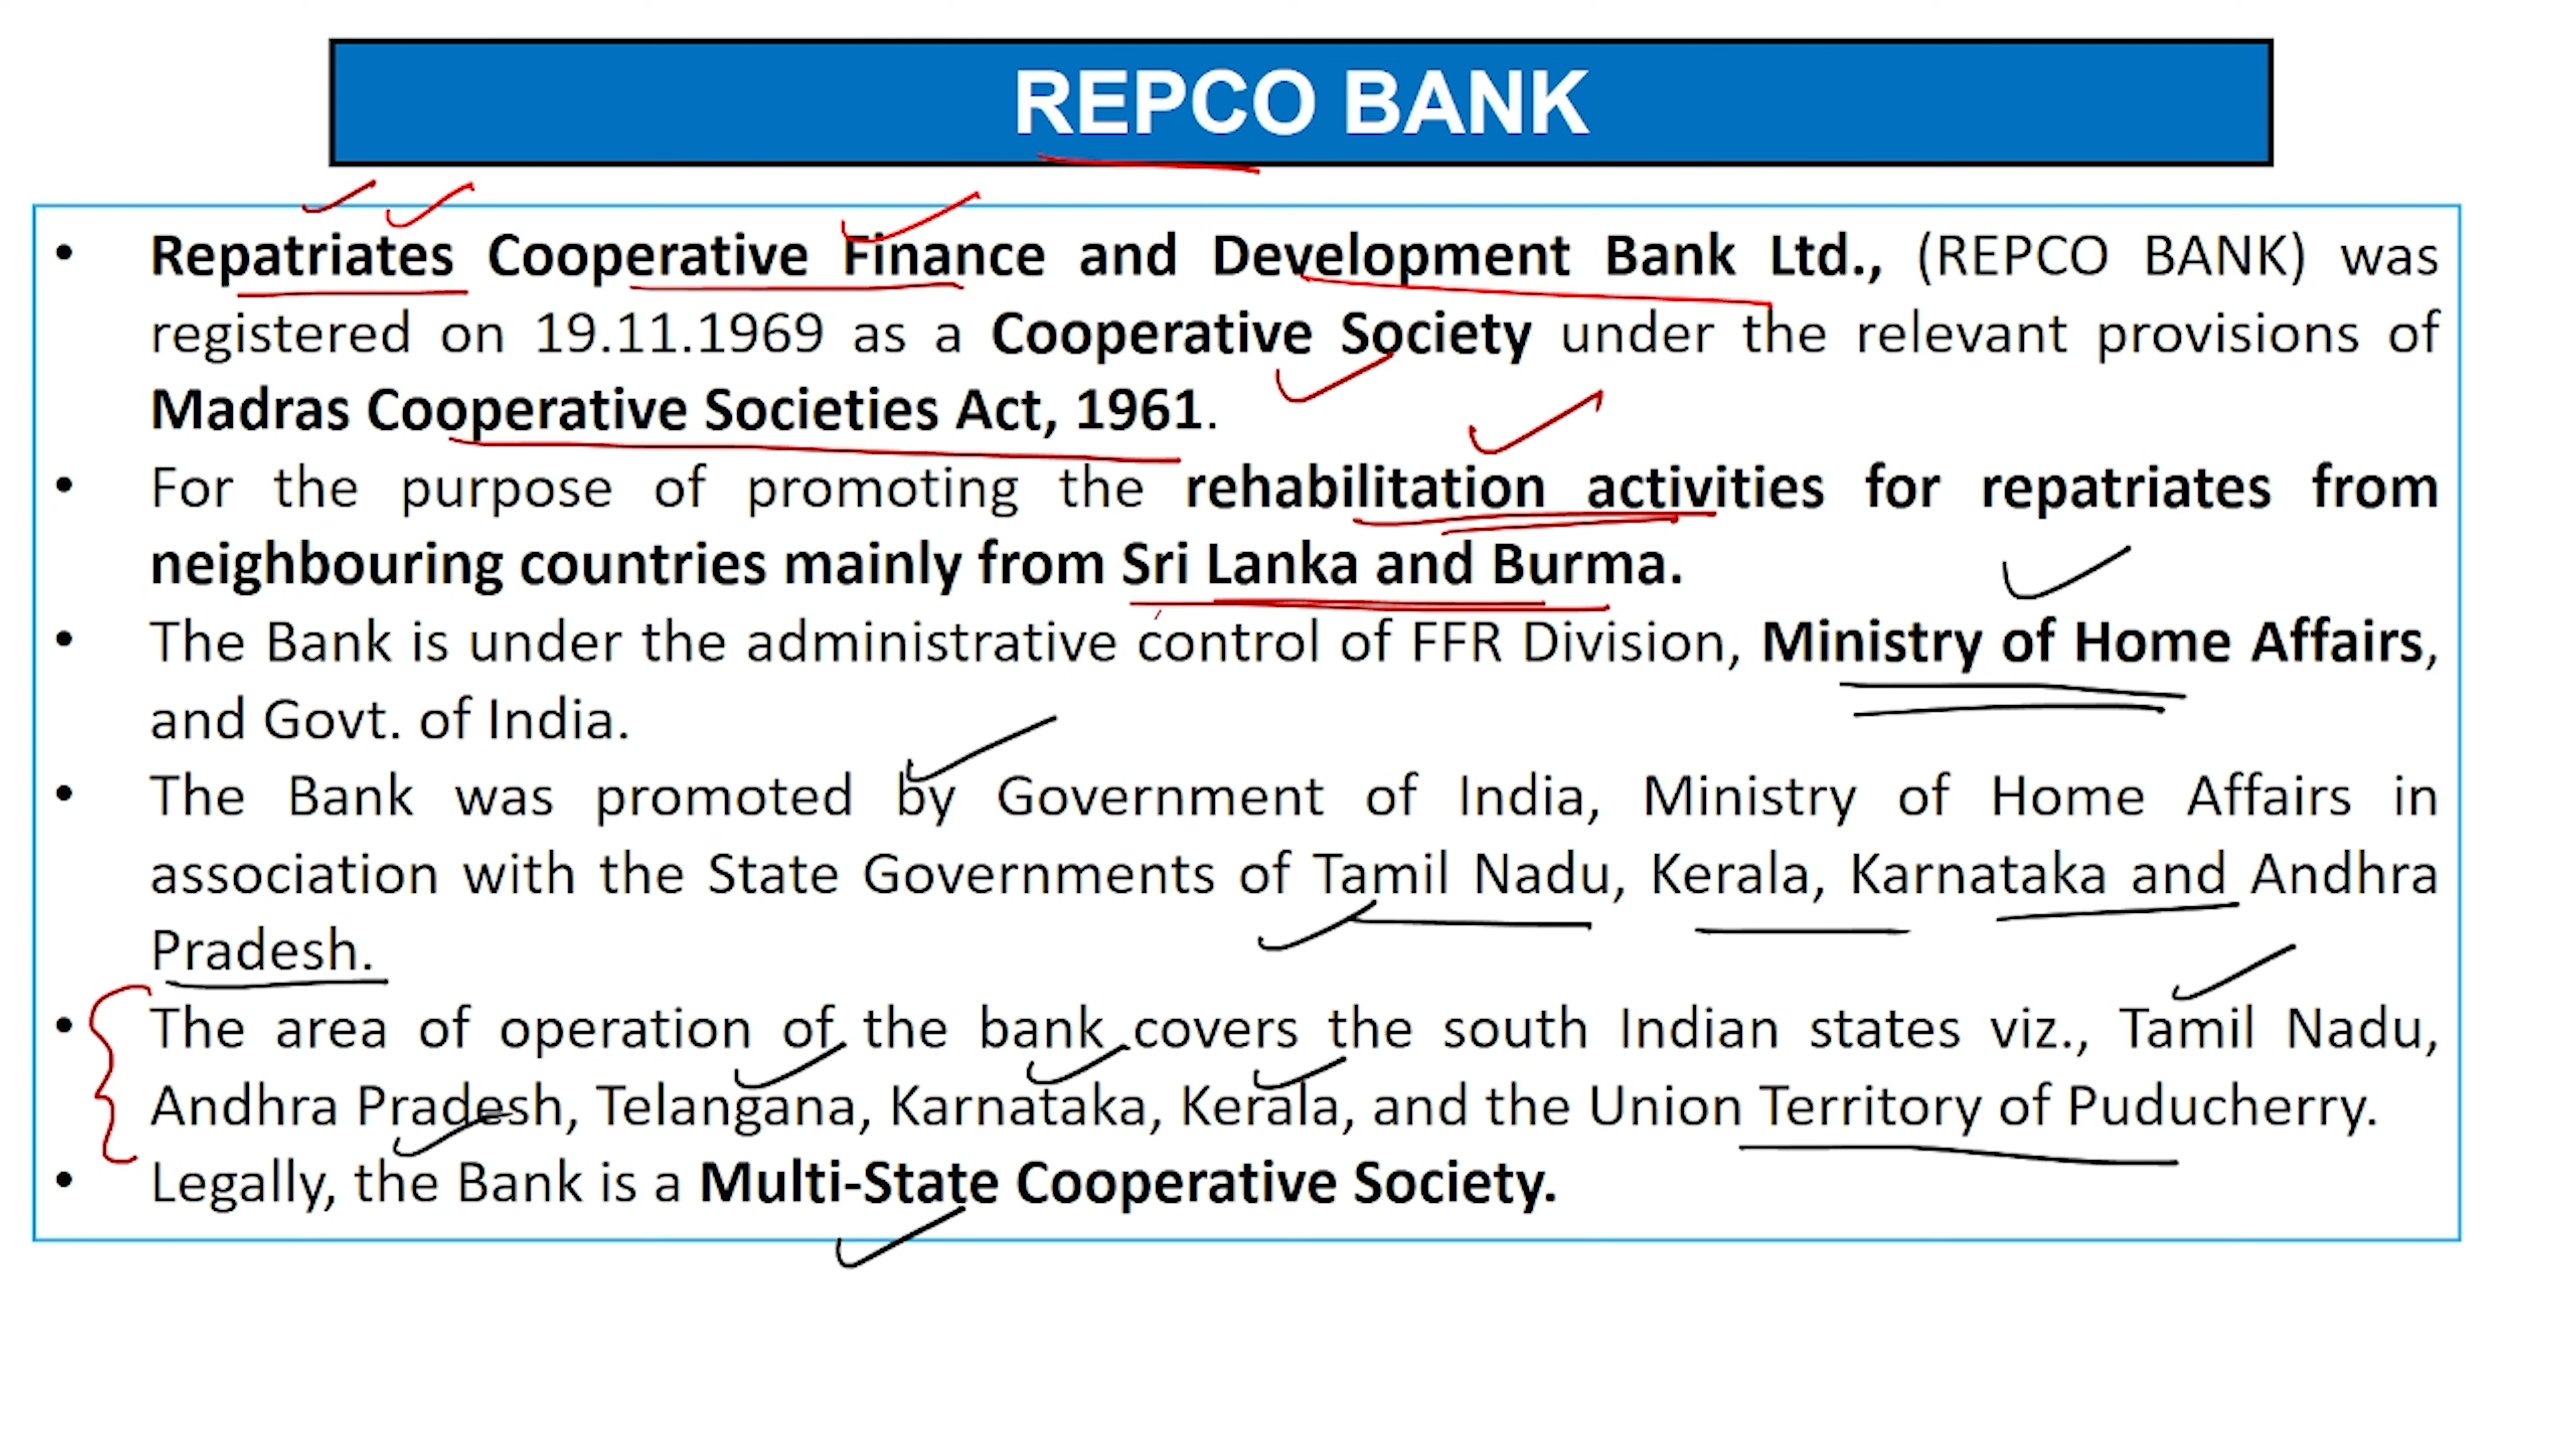 REPCO BANK
• Repatriates Cooperative Finance and Development Bank Ltd., (REPCO BANK) was
registered on 19.11.1969 as a Cooperative Society under the relevant provisions of
Madras Cooperative Societies Act, 1961.
• For the purpose of promoting the rehabilitation activities for repatriates from
neighbouring countries mainly from Sri Lanka and Burma.
• The Bank is under the administrative control of FFR Division, Ministry of Home Affairs,
and Govt. of India.
• The Bank was promoted by Government of India, Ministry of Home Affairs in
association with the State Governments of Tamil Nadu, Kerala, Karnataka and Andhra
Pradesh.
• The area of operation of the bank covers the south Indian states viz., Tamil Nadu,
Andhra Pradesh, Telangana, Karnataka, Kerala, and the Union Territory of Puducherry.
• Legally, the Bank is a Multi-State Cooperative Society.